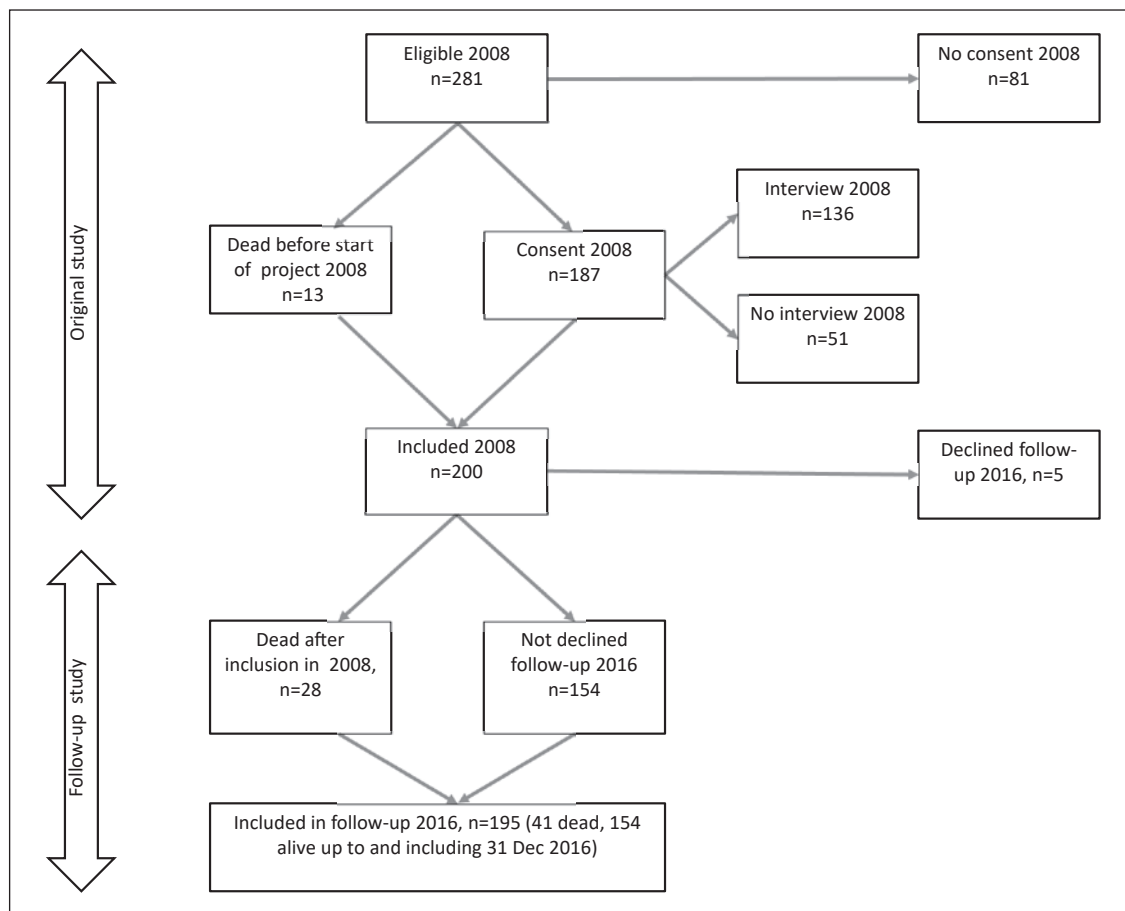 Eligible 2008
n=281
No consent 2008
n=81
Original study
Interview 2008
n=136
Dead before start
of project 2008
n=13
Consent 2008
n=187
No interview 2008
n=51
Included 2008
n=200
Declined follow-
up 2016, n=5
Follow-up study
Dead after
inclusion in 2008,
n=28
Not declined
follow-up 2016
n=154
Included in follow-up 2016, n=195 (41 dead, 154
alive up to and including 31 Dec 2016)